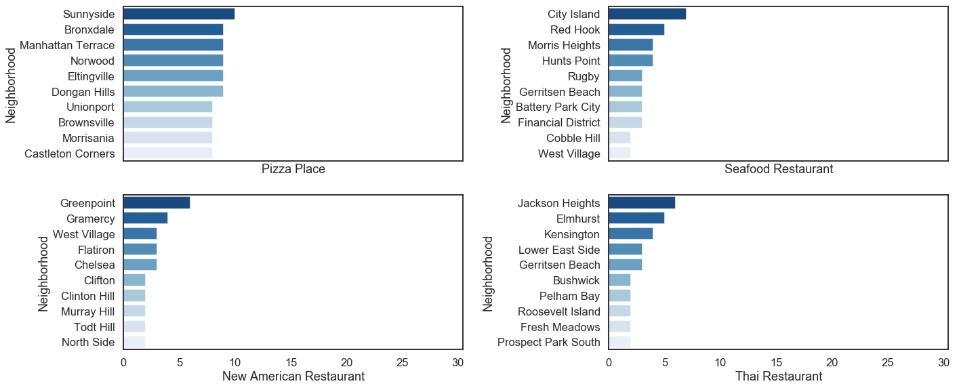 Neighborhood
Sunnyside
Bronxdale
Manhattan Terrace
Norwood
Eltingville
Dongan Hills
Unionport
Brownsville
Morrisania
Castleton Corners
Pizza Place
Neighborhood
City Island
Red Hook
Morris Heights
Hunts Point
Rugby
Gerritsen Beach
Battery Park City
Financial District
Cobble Hill
West Village
Seafood Restaurant
Neighborhood
Greenpoint
Gramercy
West Village
Flatiron
Chelsea
Clifton
Clinton Hill
Murray Hill
Todt Hill
North Side
0 5 10 15 20 25 30
New American Restaurant
Neighborhood
Jackson Heights
Elmhurst
Kensington
Lower East Side
Gerritsen Beach
Bushwick
Pelham Bay
Roosevelt Island
Fresh Meadows
Prospect Park South
0 5 10 15 20 25 30
Thai Restaurant